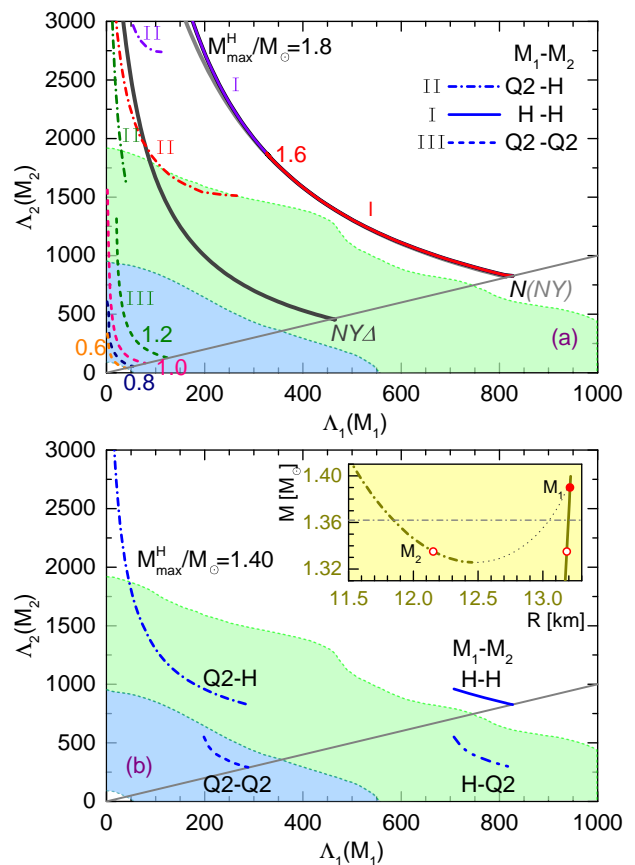 3000
2500
2000
1500
1000
500
0
Λ₂(M₂)
II
M^H_max/M_⊙=1.8
M₁-M₂
II Q2-H
I H-H
III Q2-Q2
I
II
II
1.6
I
III
1.2
N(NY)
NYΔ
(a)
0.6
0.8
1.0
0 200 400 600 800 1000
Λ₁(M₁)
3000
2500
2000
1500
1000
500
0
Λ₂(M₂)
M^H_max/M_⊙=1.40
1.40
1.36
1.32
M [M_⊙]
M₁
M₂
11.5 12.0 12.5 13.0
R [km]
M₁-M₂
H-H
Q2-H
(b)
Q2-Q2
H-Q2
0 200 400 600 800 1000
Λ₁(M₁)